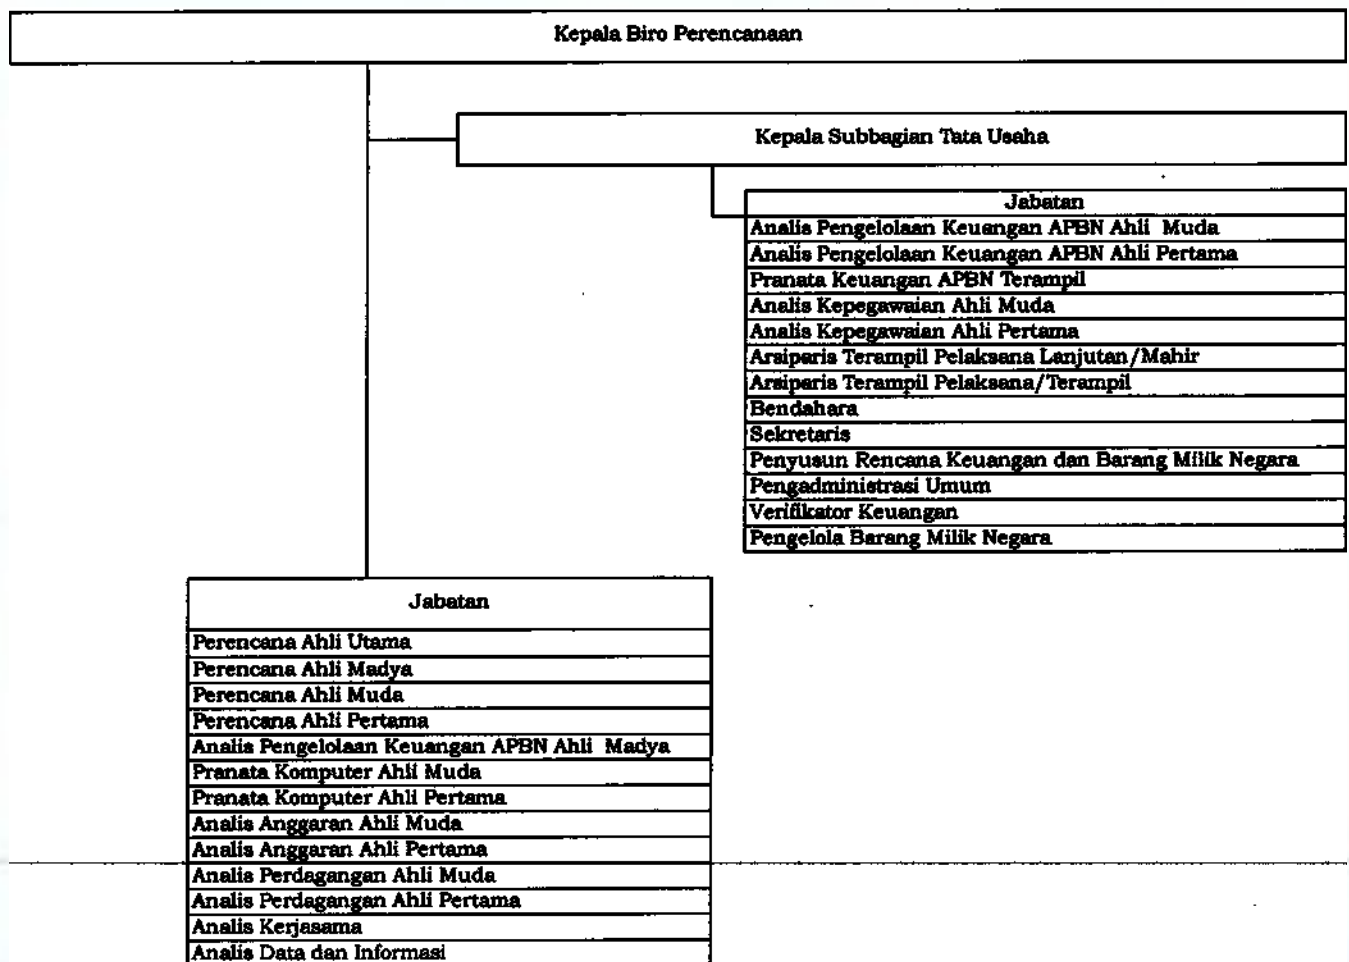 Kepala Biro Perencanaan
Kepala Subbagian Tata Usaha
Jabatan
Analis Pengelolaan Keuangan APBN Ahli Muda
Analis Pengelolaan Keuangan APBN Ahli Pertama
Pranata Keuangan APBN Terampil
Analis Kepegawaian Ahli Muda
Analis Kepegawaian Ahli Pertama
Arsiparis Terampil Pelaksana Lanjutan/Mahir
Arsiparis Terampil Pelaksana/Terampil
Bendahara
Sekretaris
Penyusun Rencana Keuangan dan Barang Milik Negara
Pengadministrasi Umum
Verifikator Keuangan
Pengelola Barang Milik Negara
Jabatan
Perencana Ahli Utama
Perencana Ahli Madya
Perencana Ahli Muda
Perencana Ahli Pertama
Analis Pengelolaan Keuangan APBN Ahli Madya
Pranata Komputer Ahli Muda
Pranata Komputer Ahli Pertama
Analis Anggaran Ahli Muda
Analis Anggaran Ahli Pertama
Analis Perdagangan Ahli Muda
Analis Perdagangan Ahli Pertama
Analis Kerjasama
Analis Data dan Informasi